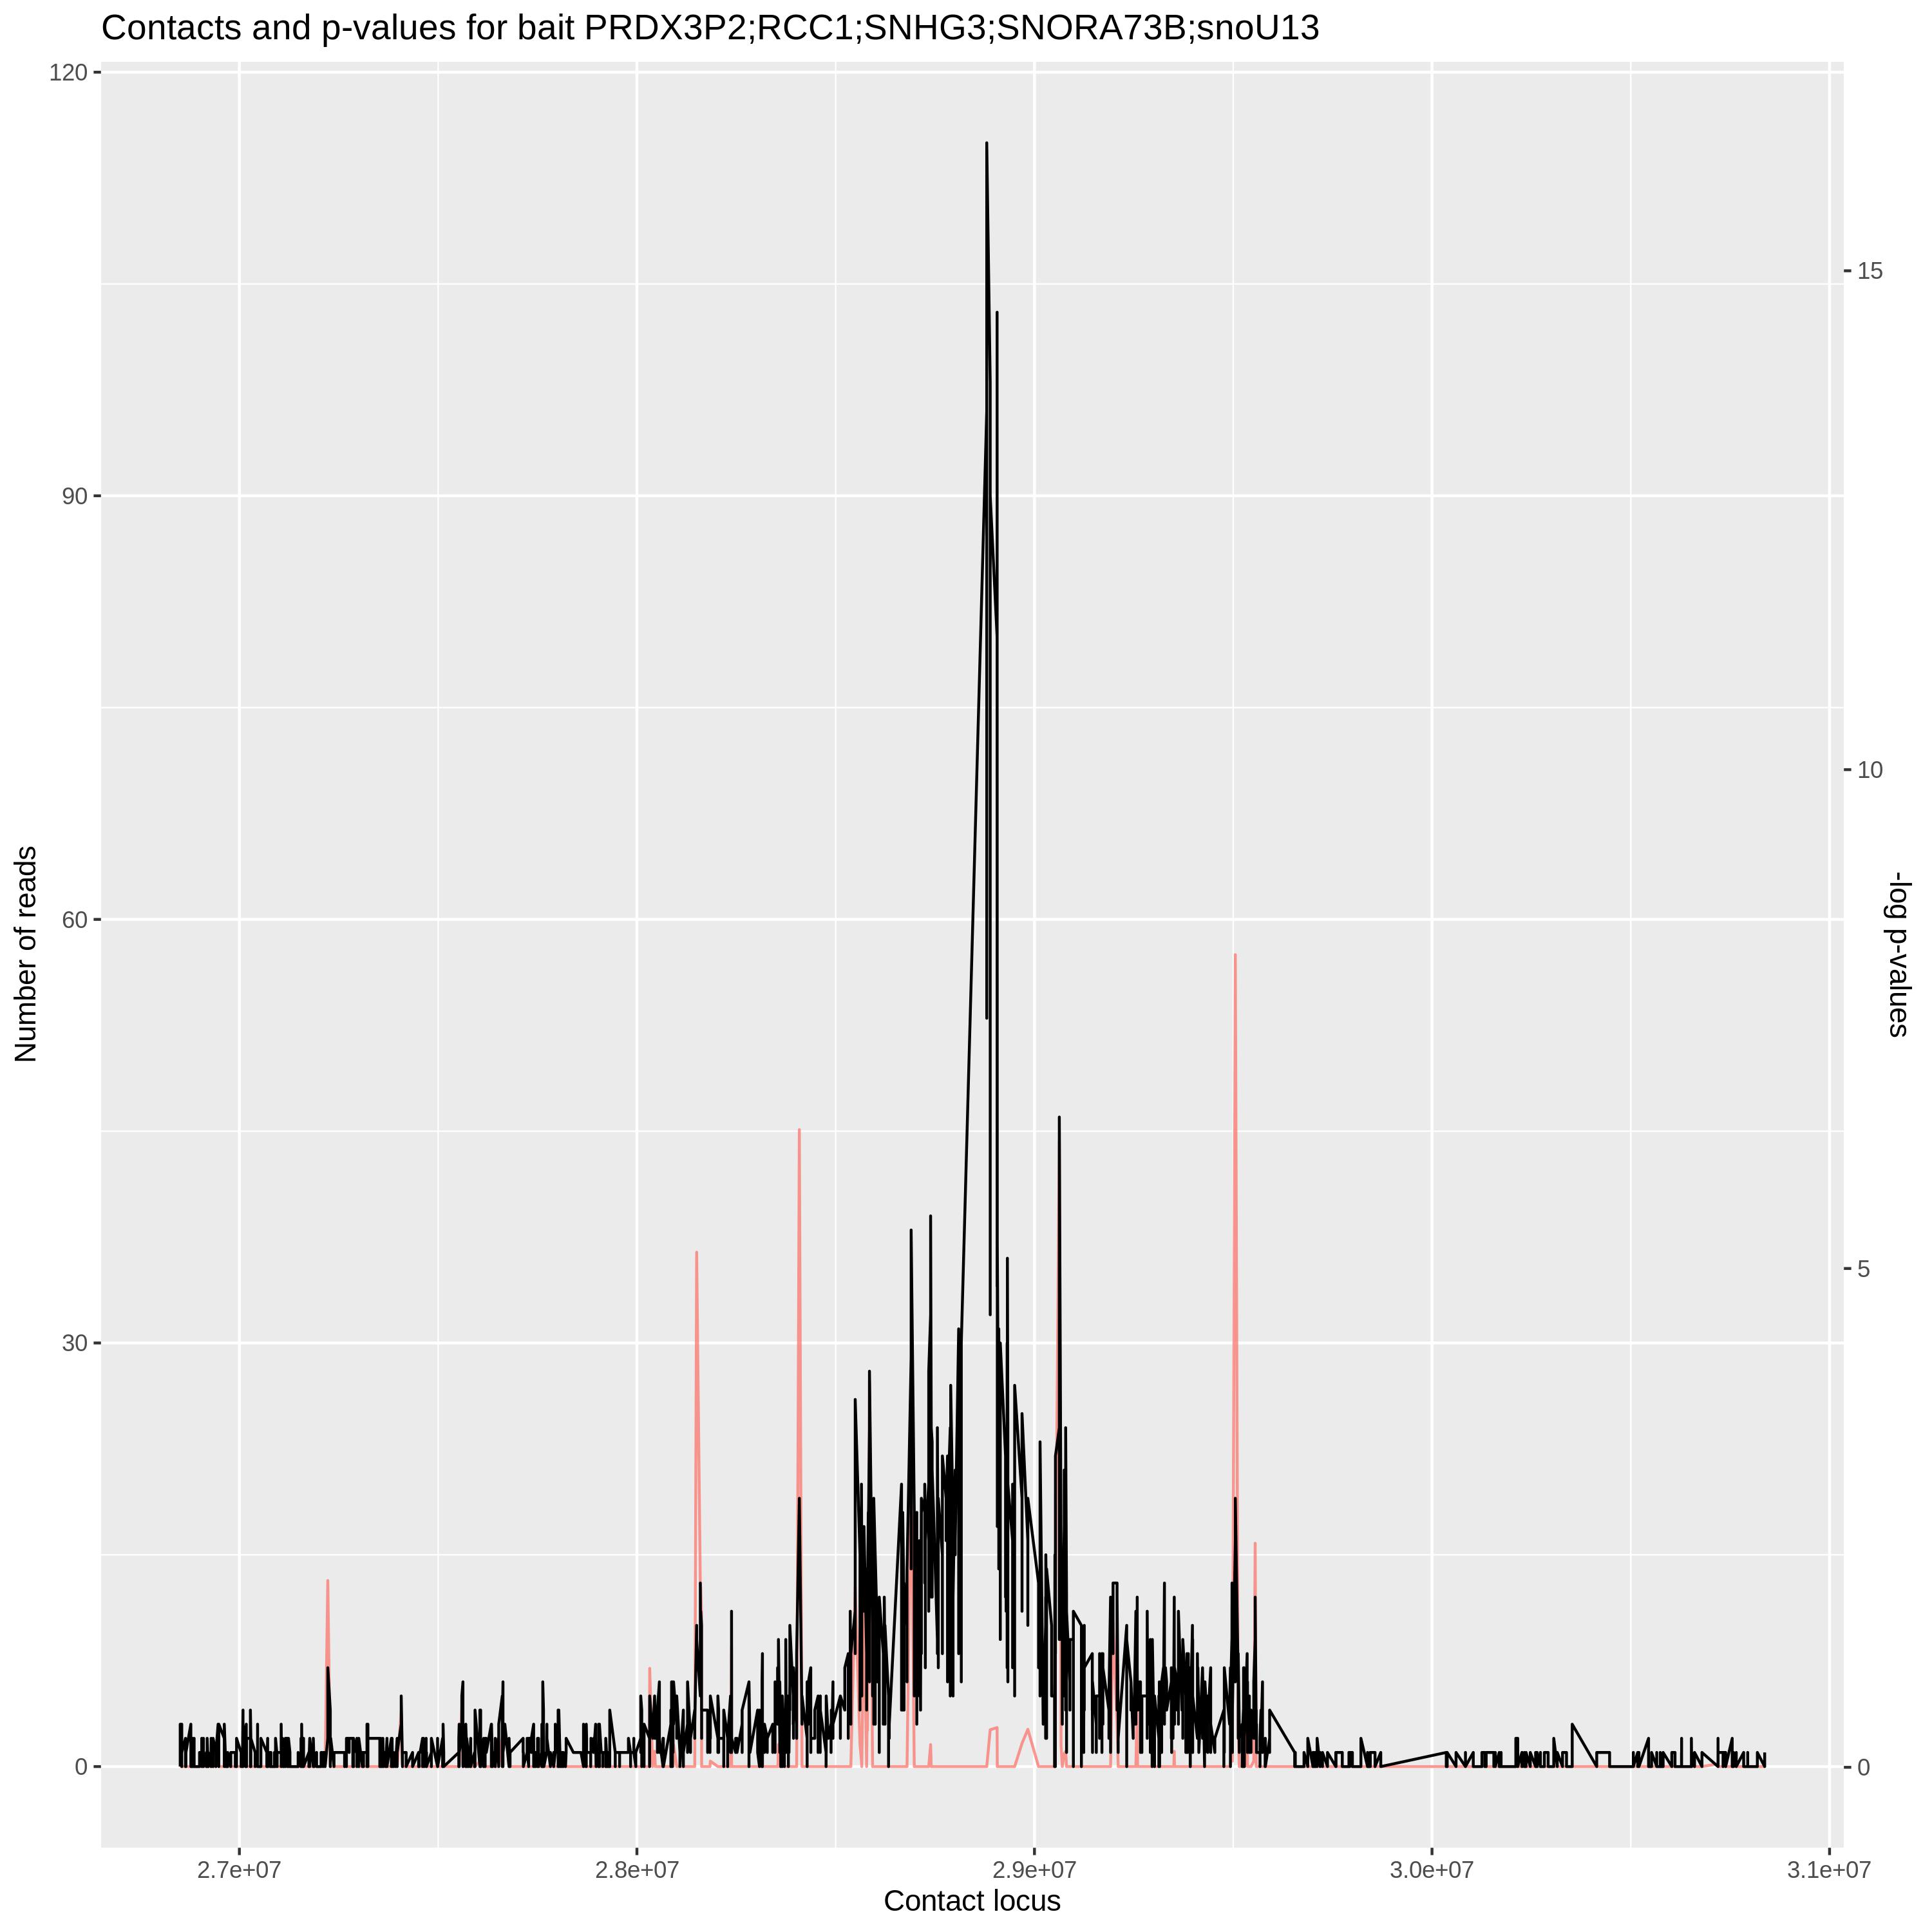 Contacts and p-values for bait PRDX3P2;RCC1;SNHG3;SNORA73B;snoU13
120
90
60
30
0
Number of reads
15
10
5
0
-log p-values
2.7e+07 2.8e+07 2.9e+07 3.0e+07 3.1e+07
Contact locus